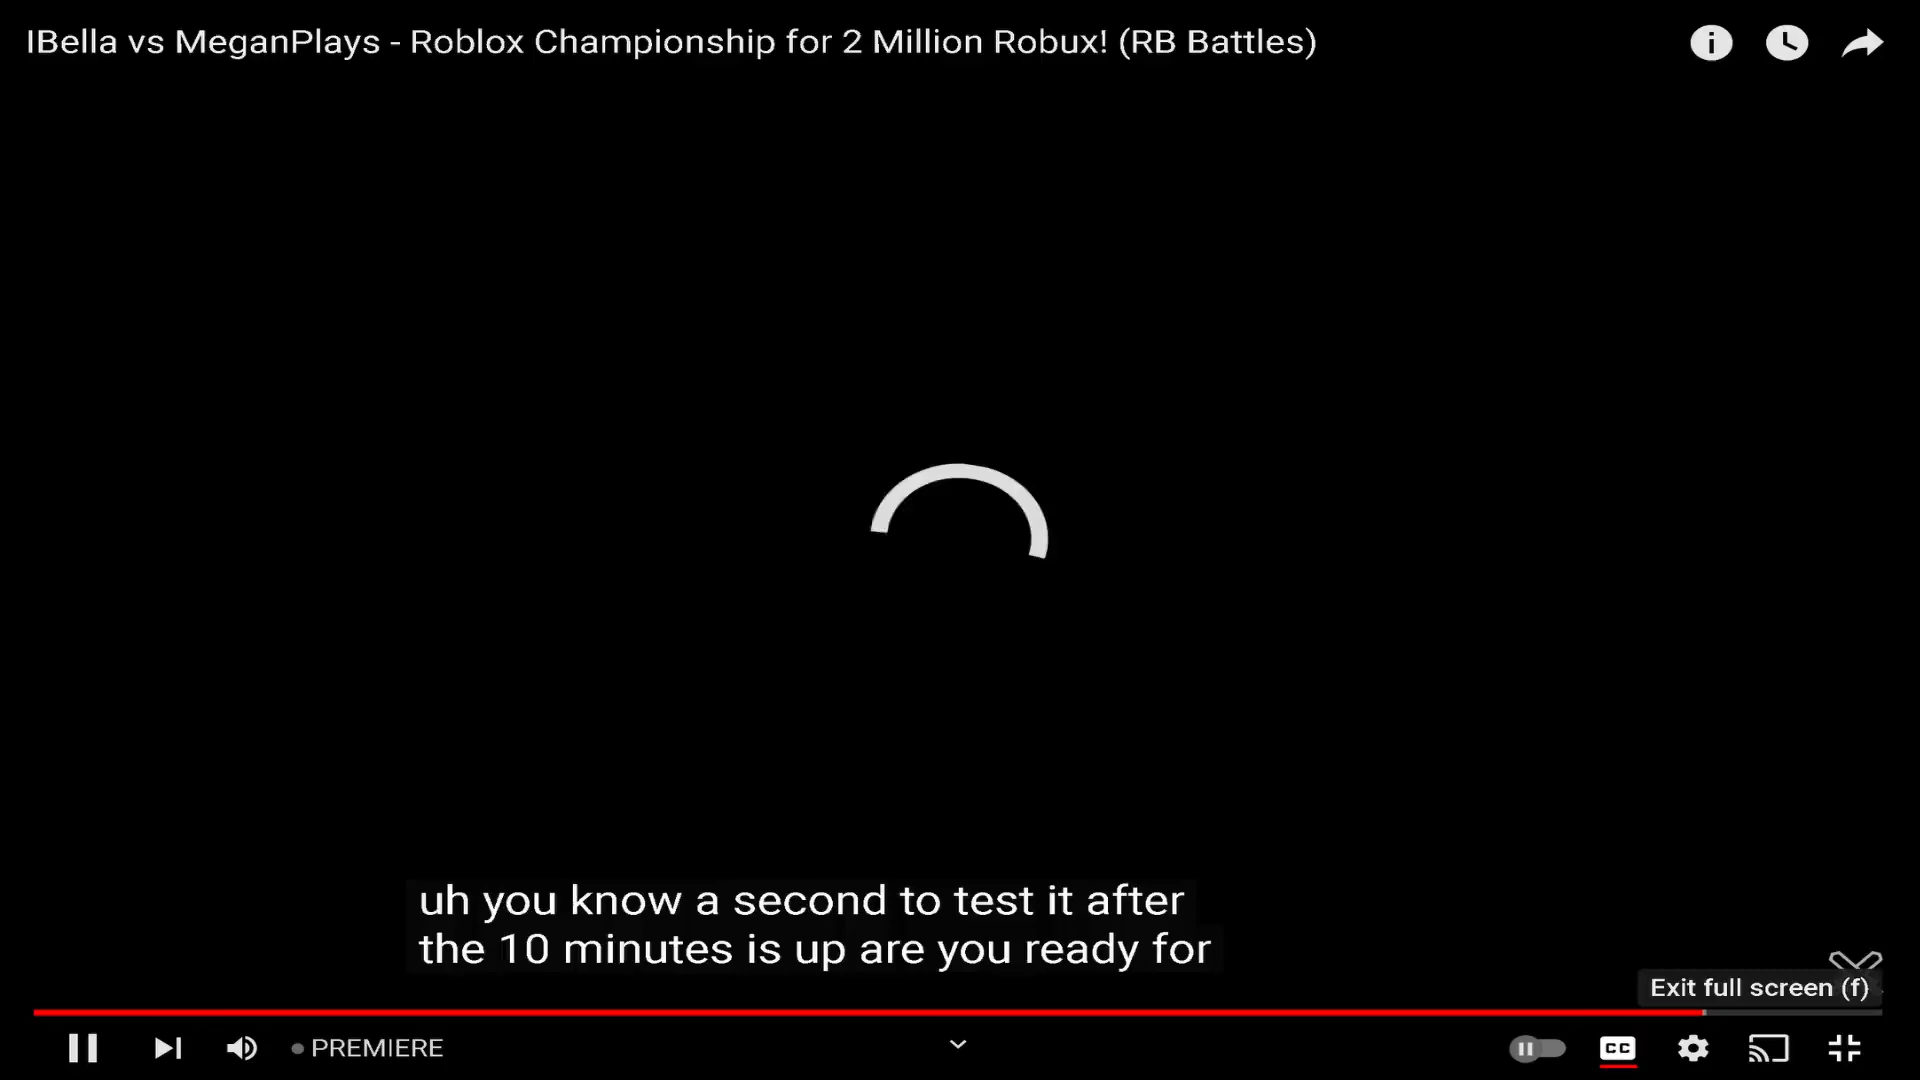 IBella vs MeganPlays - Roblox Championship for 2 Million Robux! (RB Battles)
uh you know a second to test it after
the 10 minutes is up are you ready for
Exit full screen (f)
PREMIERE
CC